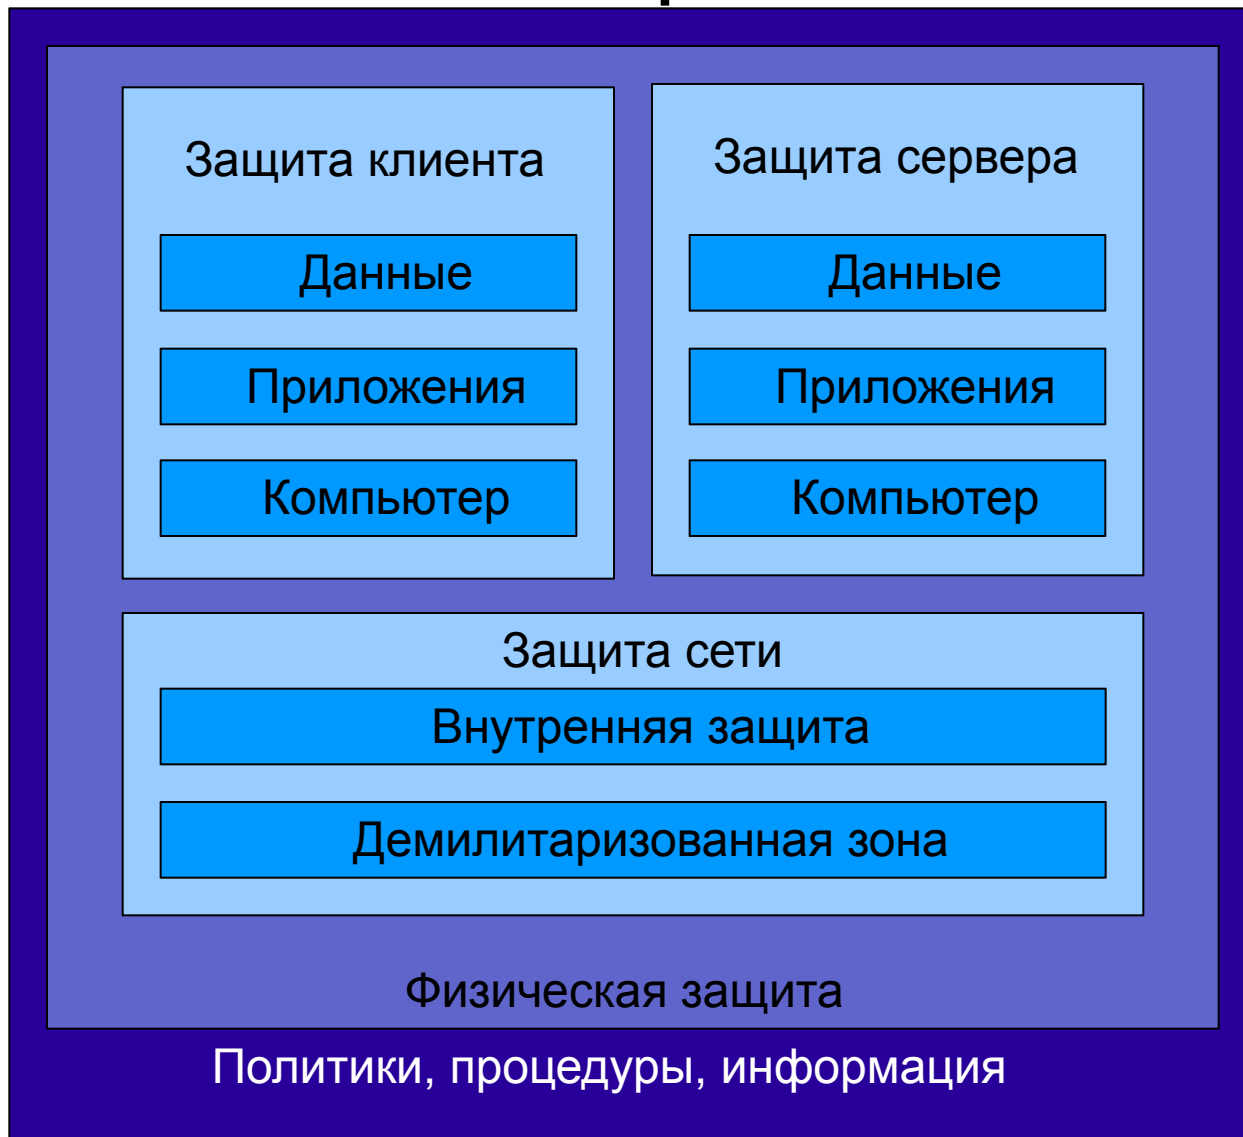 Защита клиента
Данные
Приложения
Компьютер
Защита сервера
Данные
Приложения
Компьютер
Защита сети
Внутренняя защита
Демилитаризованная зона
Физическая защита
Политики, процедуры, информация